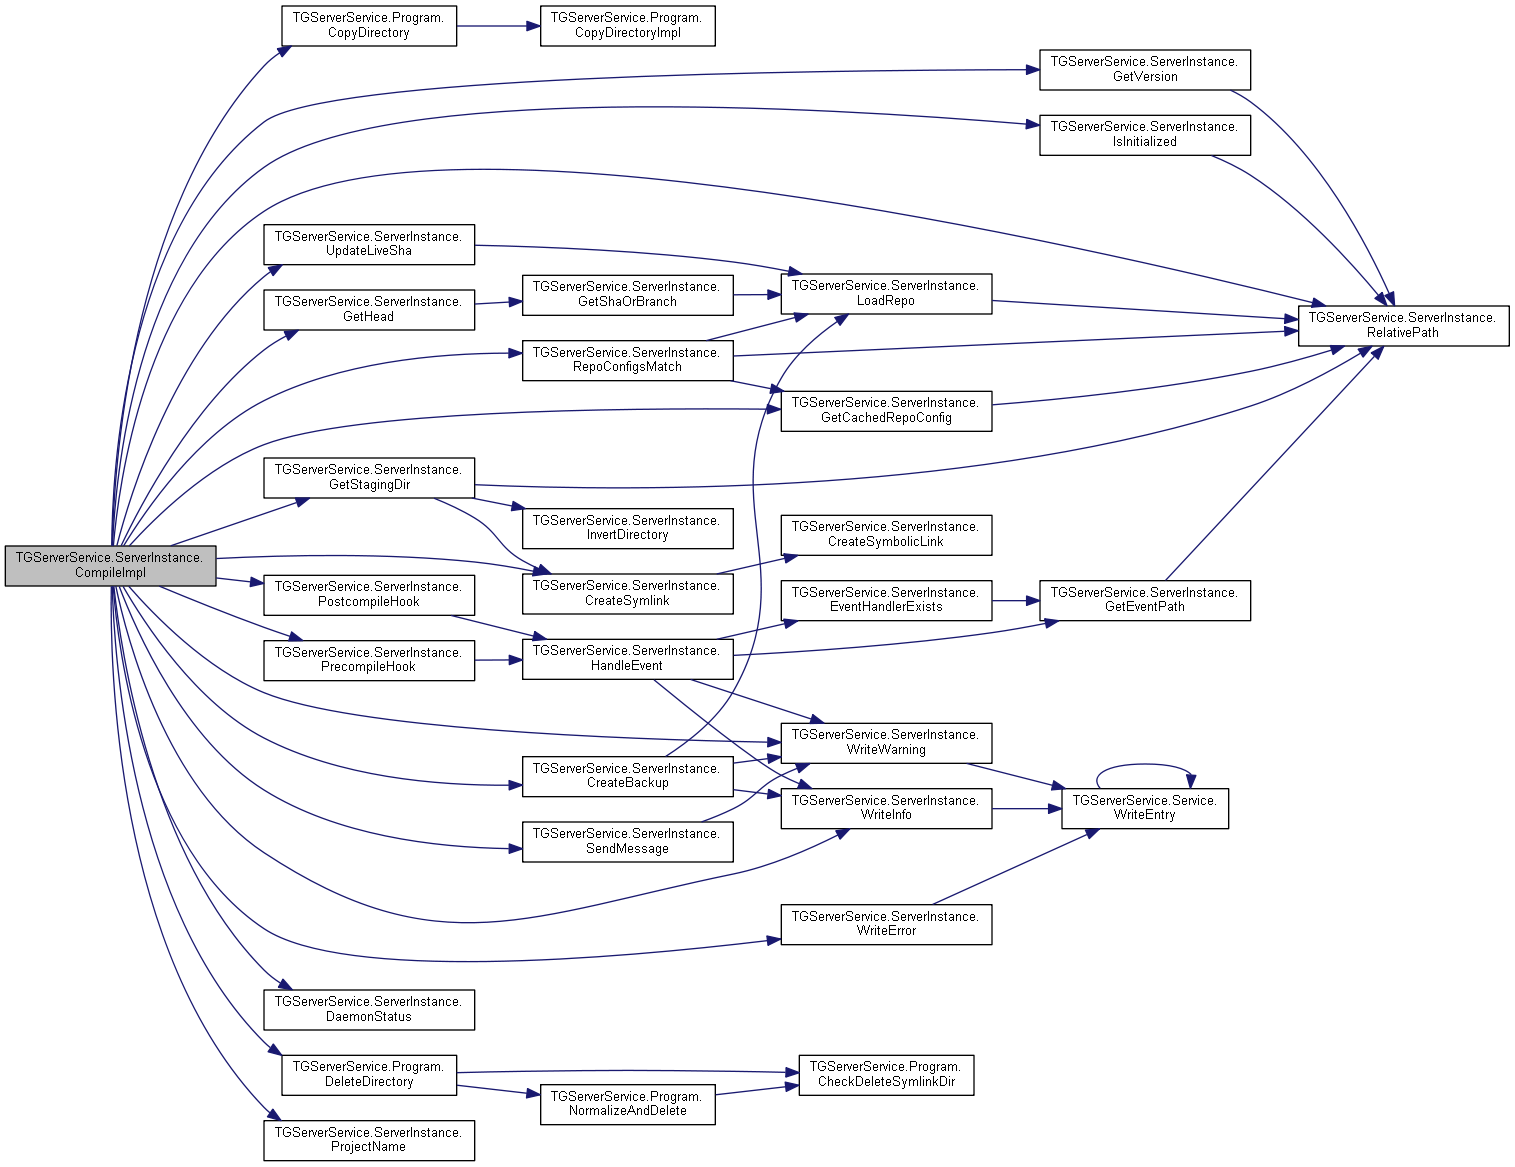 TGServerService.Program.
CopyDirectory
TGServerService.Program.
CopyDirectoryImpl
TGServerService.ServerInstance.
GetVersion
TGServerService.ServerInstance.
IsInitialized
TGServerService.ServerInstance.
UpdateLiveSha
TGServerService.ServerInstance.
GetHead
TGServerService.ServerInstance.
GetShaOrBranch
TGServerService.ServerInstance.
LoadRepo
TGServerService.ServerInstance.
RelativePath
TGServerService.ServerInstance.
RepoConfigsMatch
TGServerService.ServerInstance.
GetCachedRepoConfig
TGServerService.ServerInstance.
GetStagingDir
TGServerService.ServerInstance.
InvertDirectory
TGServerService.ServerInstance.
CreateSymbolicLink
TGServerService.ServerInstance.
CompileImpl
TGServerService.ServerInstance.
PostcompileHook
TGServerService.ServerInstance.
CreateSymlink
TGServerService.ServerInstance.
EventHandlerExists
TGServerService.ServerInstance.
GetEventPath
TGServerService.ServerInstance.
PrecompileHook
TGServerService.ServerInstance.
HandleEvent
TGServerService.ServerInstance.
WriteWarning
TGServerService.ServerInstance.
CreateBackup
TGServerService.ServerInstance.
WriteInfo
TGServerService.Service.
WriteEntry
TGServerService.ServerInstance.
SendMessage
TGServerService.ServerInstance.
WriteError
TGServerService.ServerInstance.
DaemonStatus
TGServerService.Program.
DeleteDirectory
TGServerService.Program.
CheckDeleteSymlinkDir
TGServerService.Program.
NormalizeAndDelete
TGServerService.ServerInstance.
ProjectName